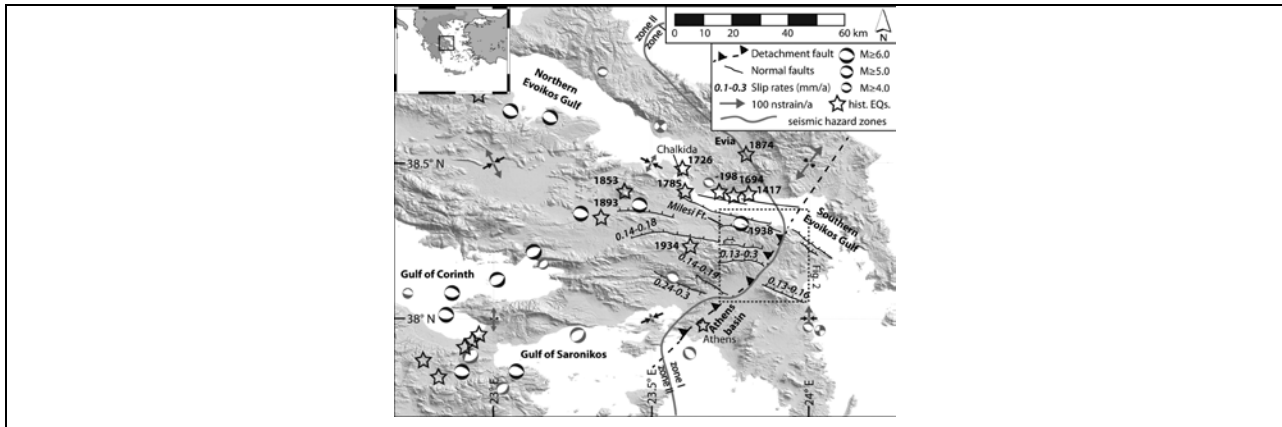 zone II
zone I
0 10 20 40 60 km
N
Detachment fault
Normal faults
0.1-0.3 Slip rates (mm/a)
100 nstrain/a
seismic hazard zones
M≥6.0
M≥5.0
M≥4.0
hist. EQs.
Northern
Evoikos Gulf
Chalkida
Evia
1874
1726
38.5° N
1853
1785
-198
1694
1417
1893
Milesi Ft.
Southern
Evoikos Gulf
0.14-0.18
1938
1934
0.13-0.3
0.14-0.19
Fig. 2
Gulf of Corinth
0.24-0.3
0.13-0.16
38° N
Athens
basin
Athens
Gulf of Saronikos
zone I
zone II
23° E
23.5° E
24° E